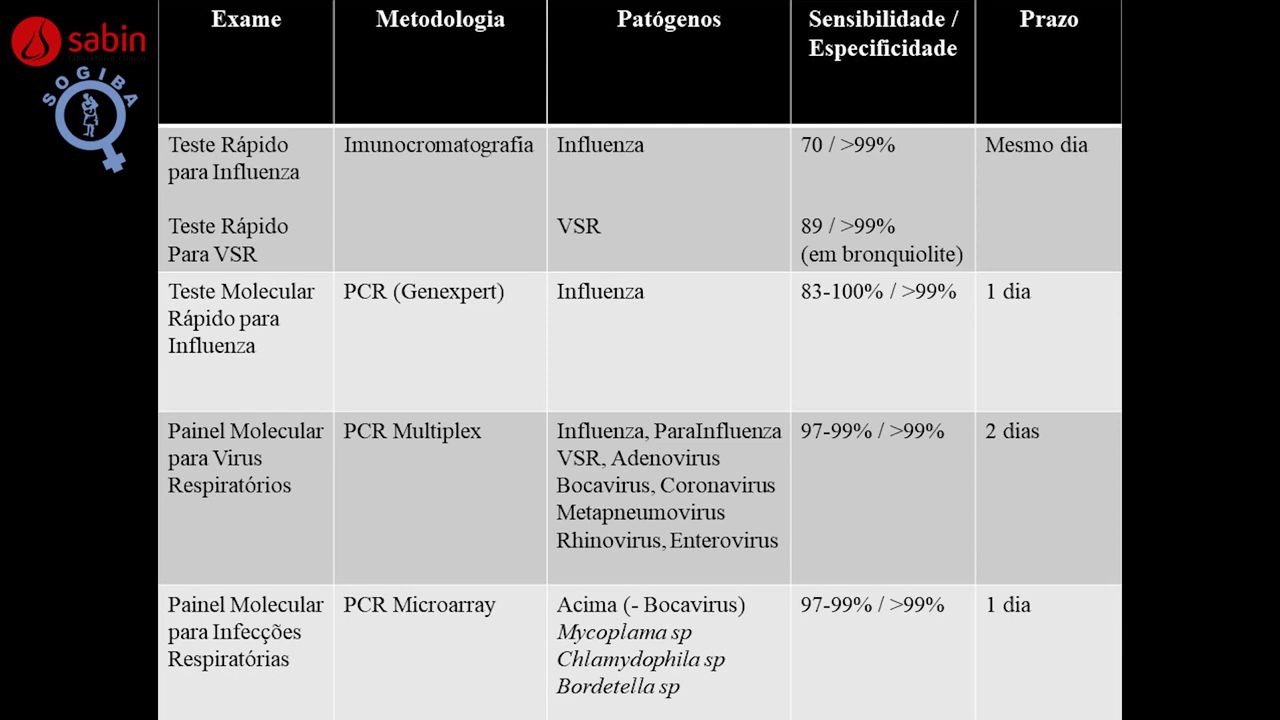 sabin
SOGIBA
Exame
Metodologia
Patógenos
Sensibilidade /
Especificidade
Prazo
Teste Rápido
para Influenza
Teste Rápido
Para VSR
Imunocromatografia
Influenza
VSR
70 / >99%
89 / >99%
(em bronquiolite)
Mesmo dia
Teste Molecular
Rápido para
Influenza
PCR (Genexpert)
Influenza
83-100% / >99%
1 dia
Painel Molecular
para Virus
Respiratórios
PCR Multiplex
Influenza, ParaInfluenza
VSR, Adenovirus
Bocavirus, Coronavirus
Metapneumovirus
Rhinovirus, Enterovirus
97-99% / >99%
2 dias
Painel Molecular
para Infecções
Respiratórias
PCR Microarray
Acima (- Bocavirus)
Mycoplama sp
Chlamydophila sp
Bordetella sp
97-99% / >99%
1 dia